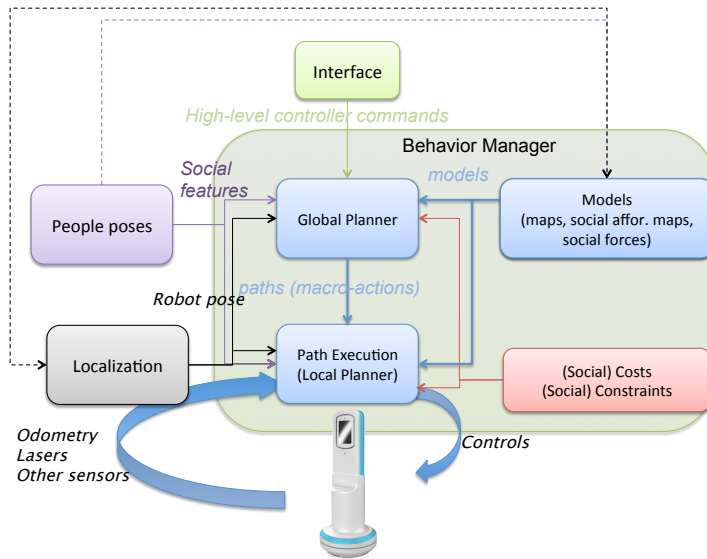 Interface
High-level controller commands
Behavior Manager
Social
features
models
People poses
Global Planner
Models
(maps, social affor. maps,
social forces)
paths (macro-actions)
Robot pose
Localization
Path Execution
(Local Planner)
(Social) Costs
(Social) Constraints
Odometry
Lasers
Other sensors
Controls